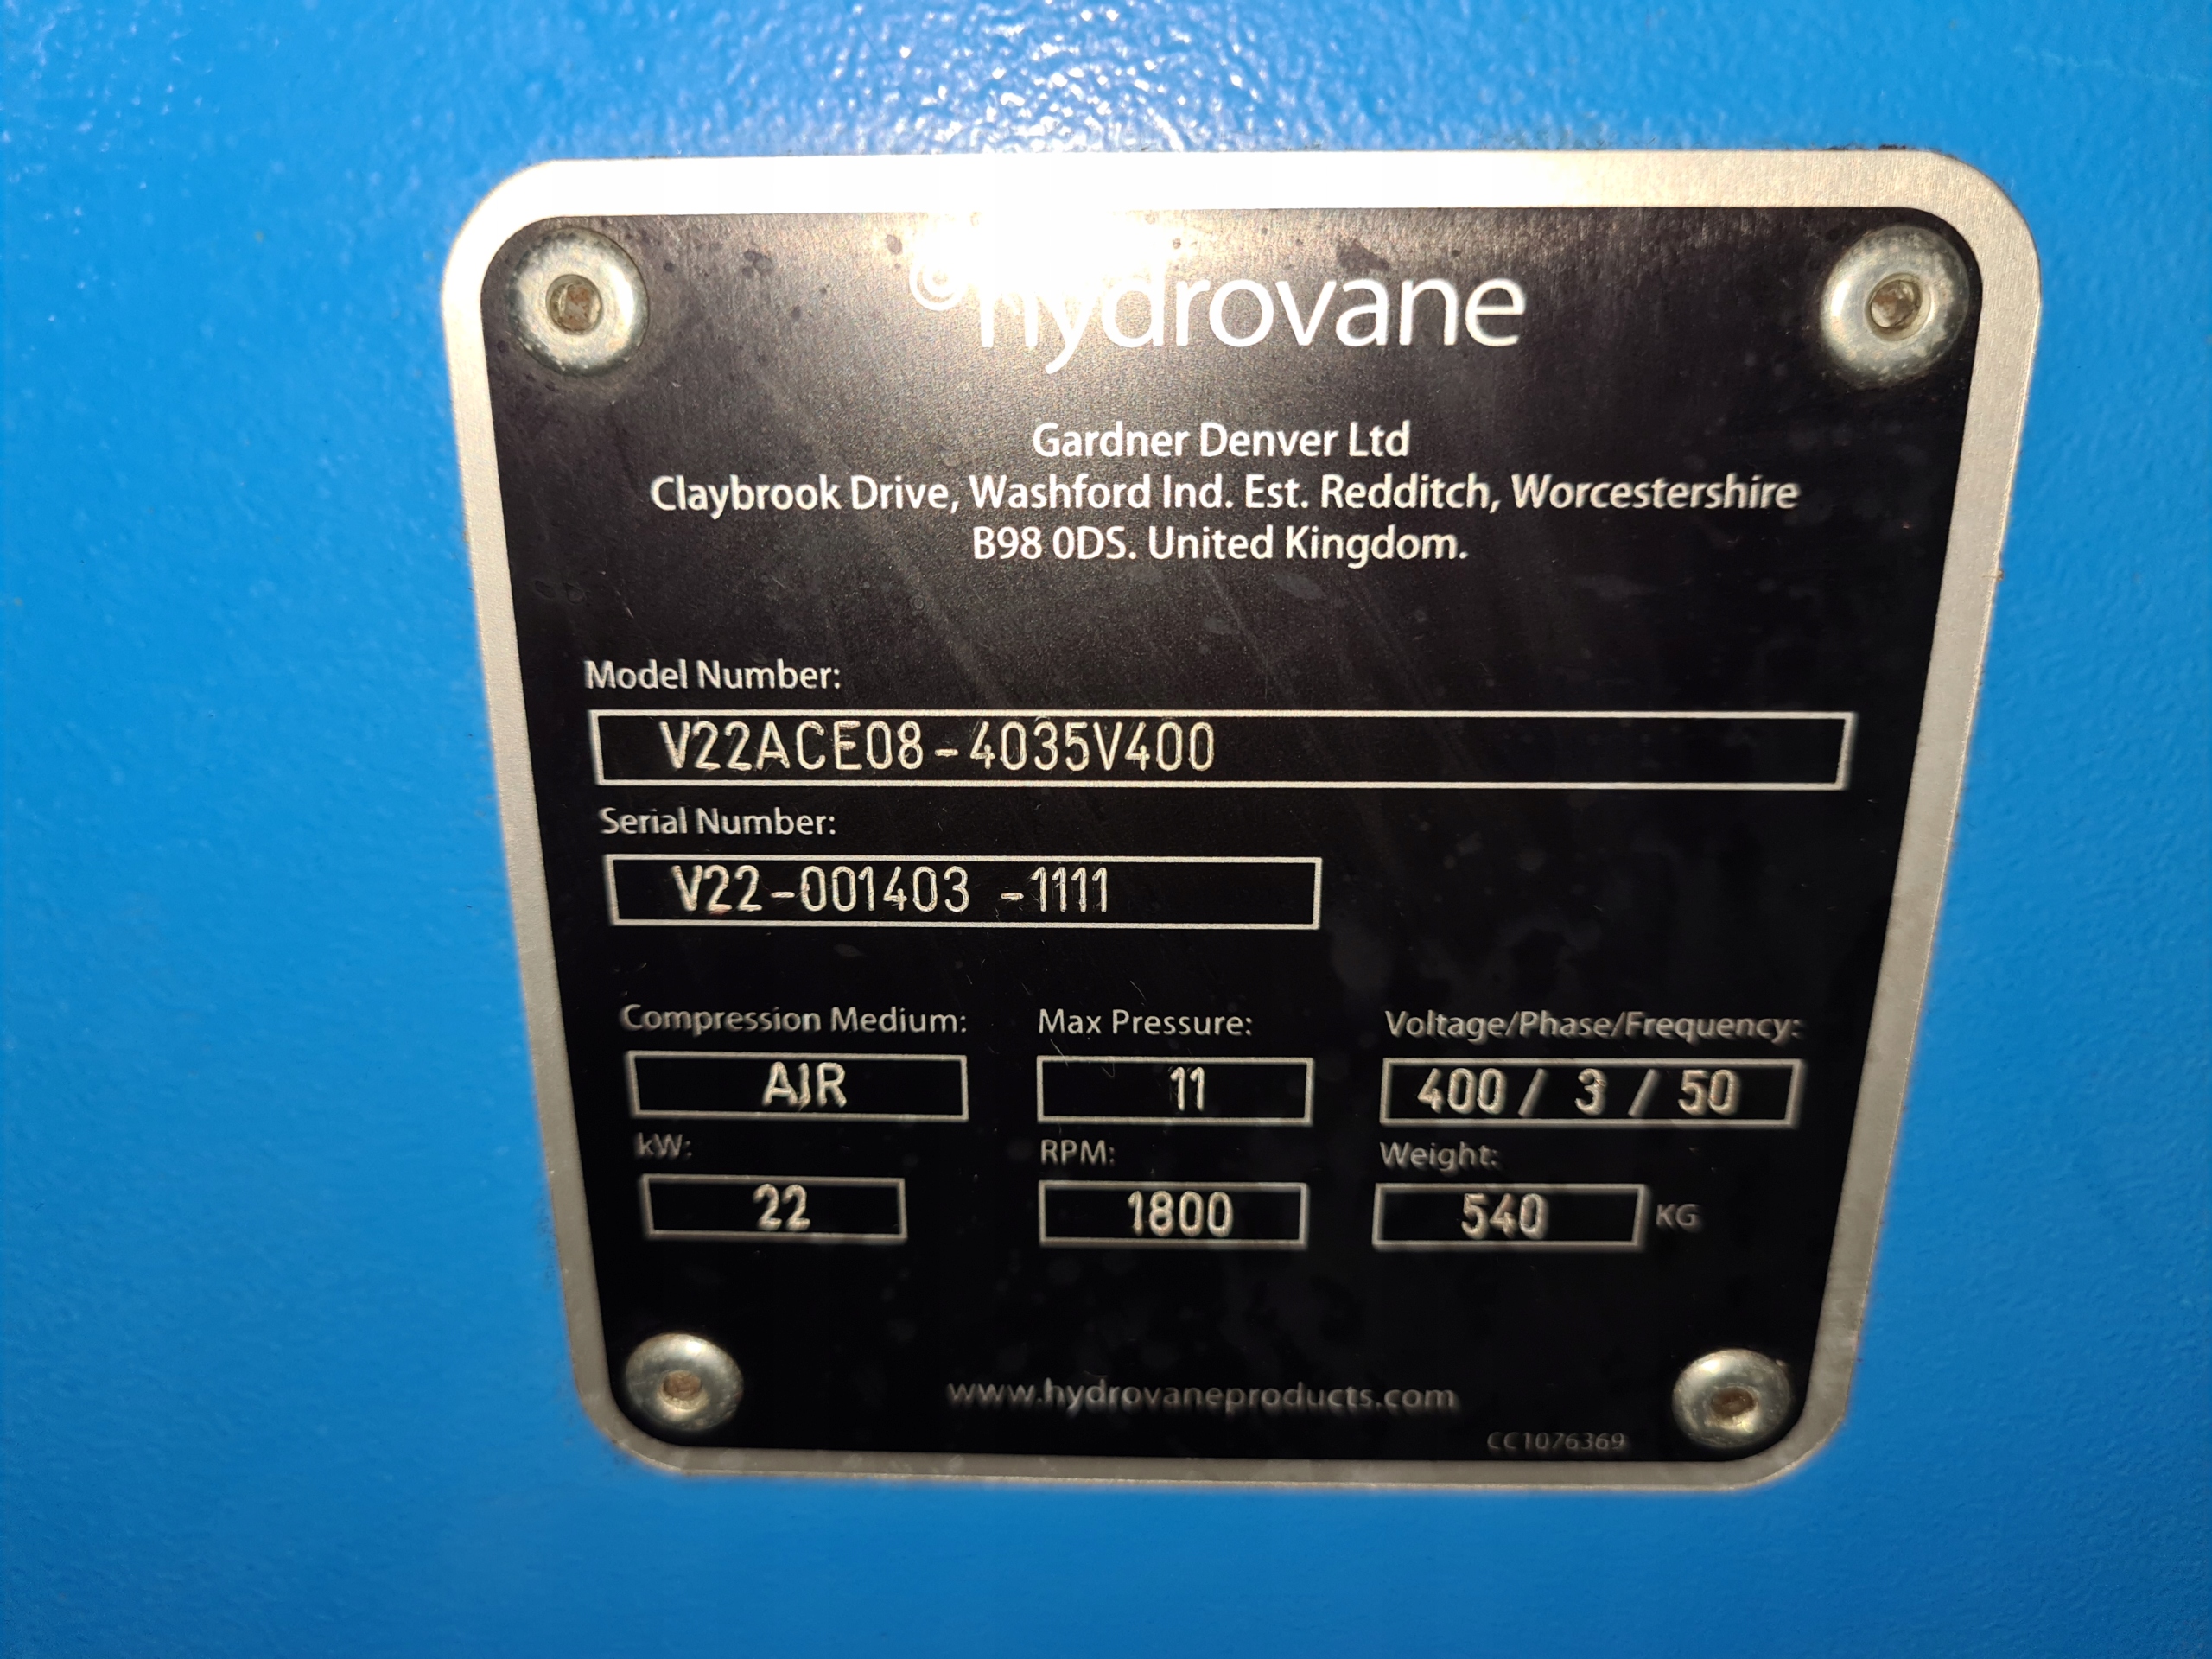 hydrovane
Gardner Denver Ltd
Claybrook Drive, Washford Ind. Est. Redditch, Worcestershire
B98 0DS. United Kingdom.
Model Number:
V22ACE08-4035V400
Serial Number:
V22-001403 -1111
Compression Medium: Max Pressure: Voltage/Phase/Frequency:
AIR 11 400 / 3 / 50
kW: RPM: Weight:
22 1800 540 KG
www.hydrovaneproducts.com
CC1076369